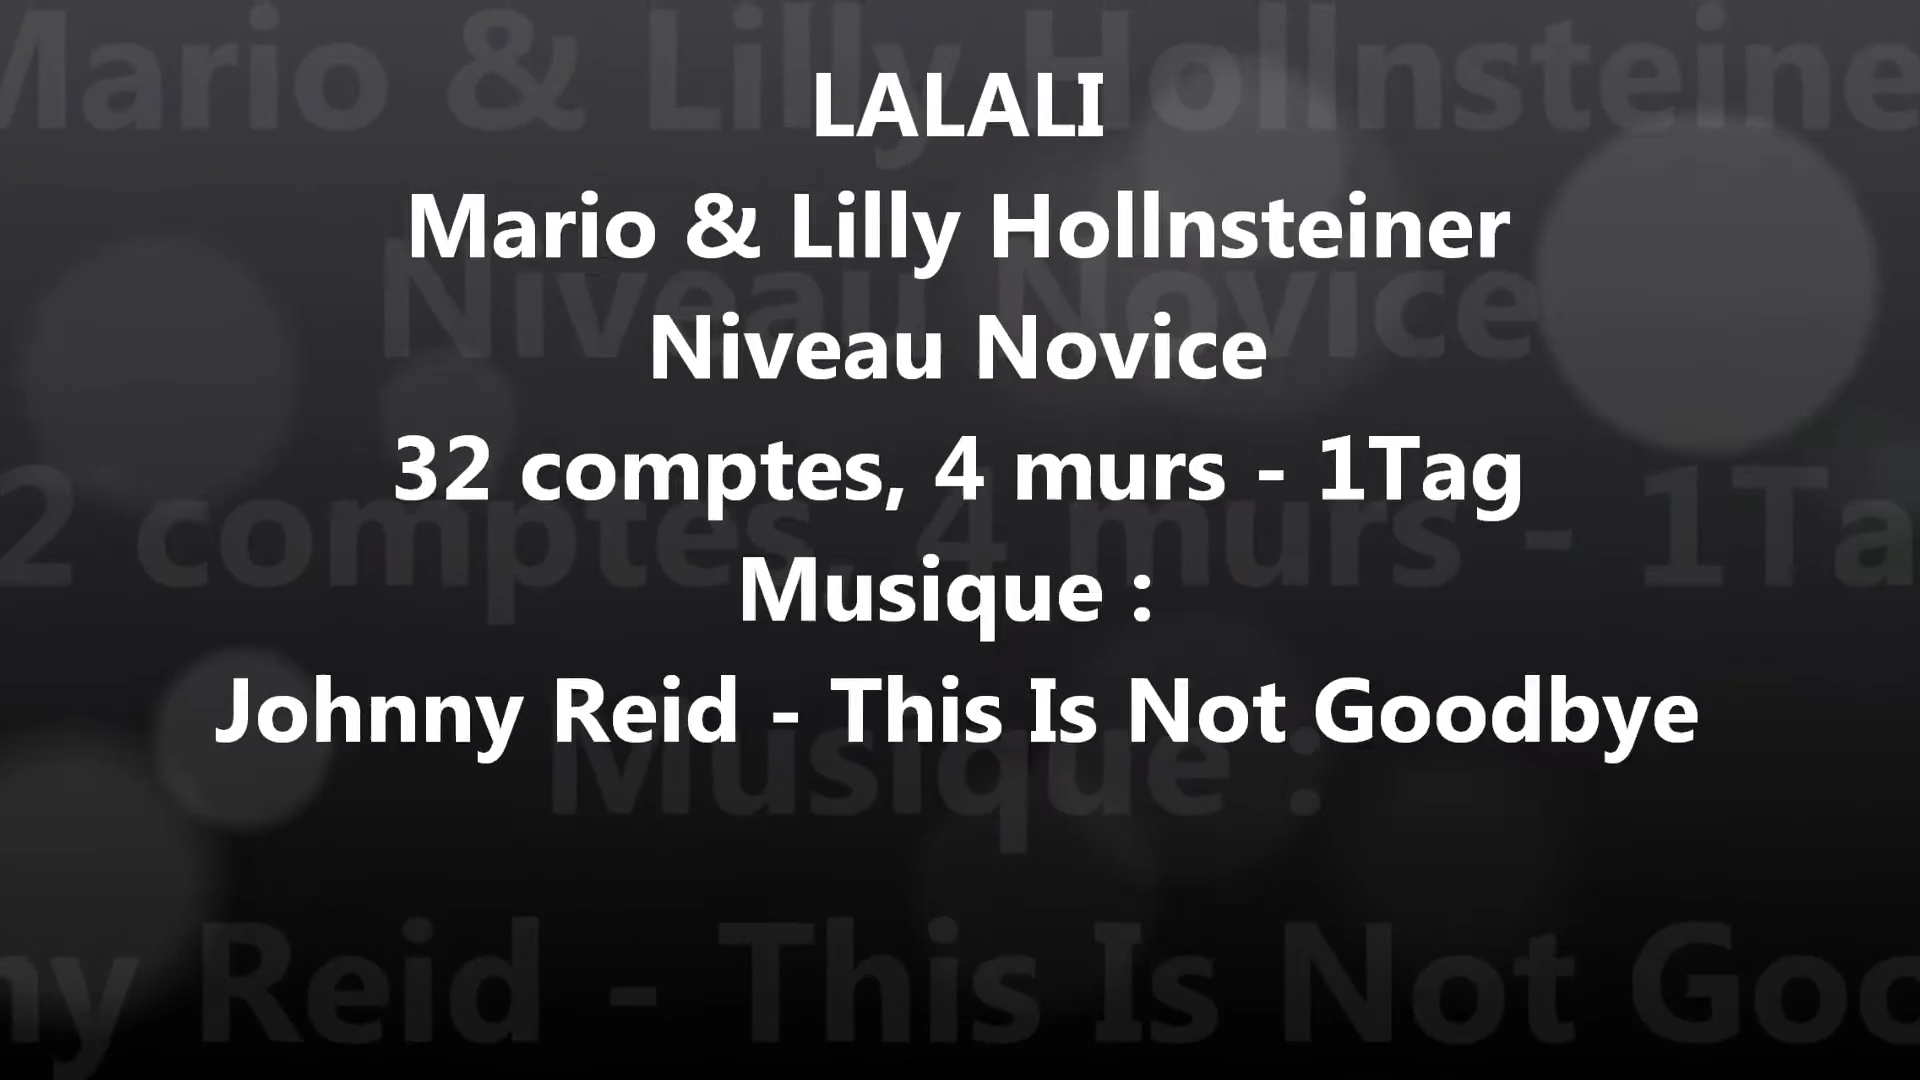 LALALI
Mario & Lilly Hollnsteiner
Niveau Novice
32 comptes, 4 murs - 1Tag
Musique :
Johnny Reid - This Is Not Goodbye